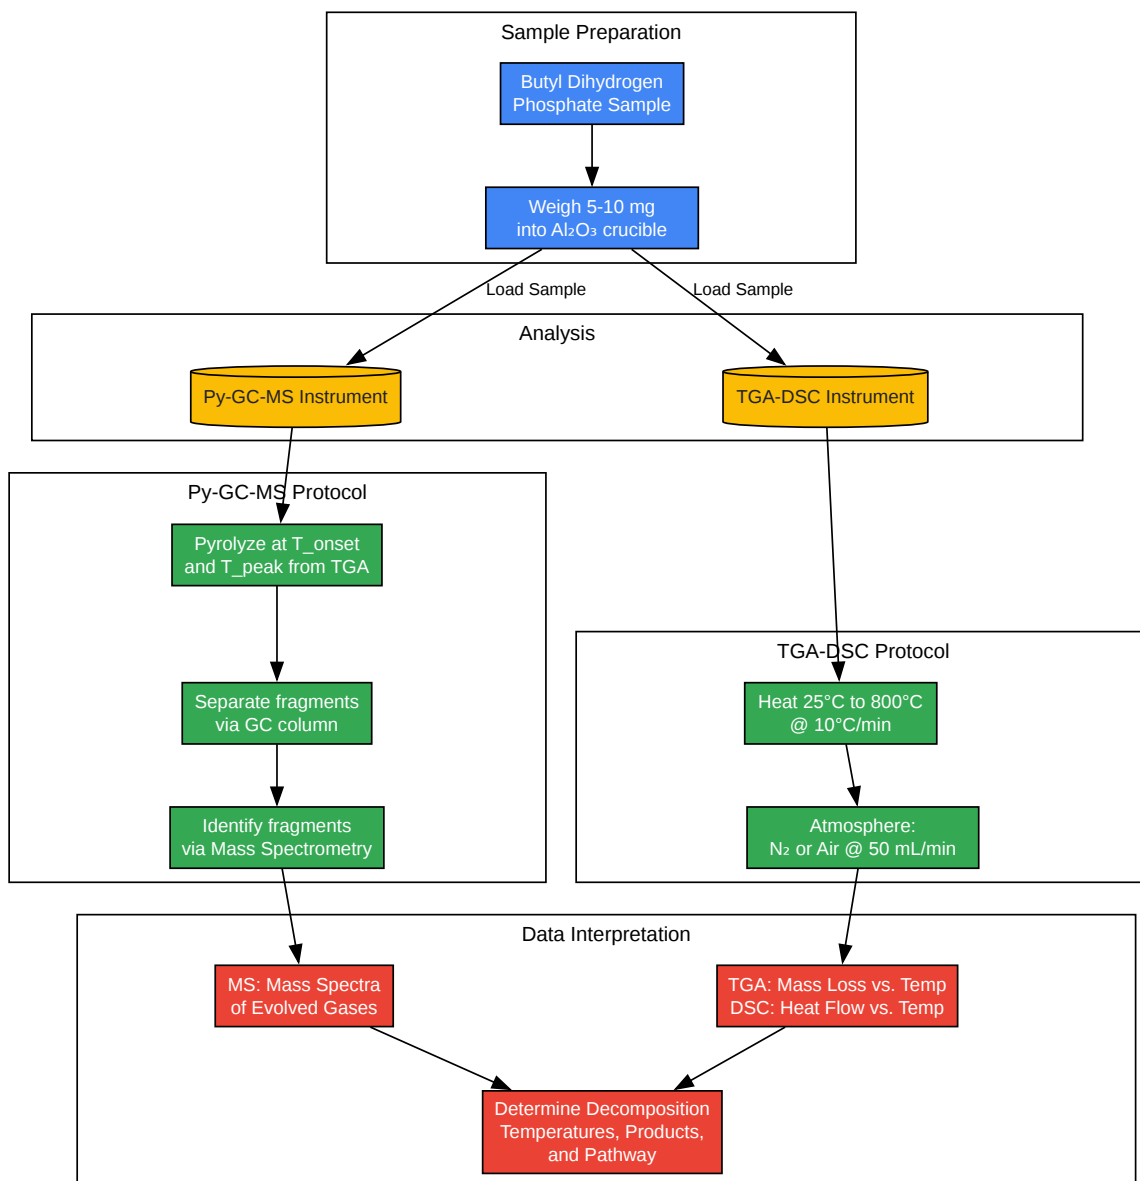 Sample Preparation
Butyl Dihydrogen
Phosphate Sample
Weigh 5-10 mg
into Al₂O₃ crucible
Load Sample
Load Sample
Analysis
Py-GC-MS Instrument
TGA-DSC Instrument
Py-GC-MS Protocol
Pyrolyze at T_onset
and T_peak from TGA
Separate fragments
via GC column
Identify fragments
via Mass Spectrometry
TGA-DSC Protocol
Heat 25°C to 800°C
@ 10°C/min
Atmosphere:
N₂ or Air @ 50 mL/min
Data Interpretation
MS: Mass Spectra
of Evolved Gases
TGA: Mass Loss vs. Temp
DSC: Heat Flow vs. Temp
Determine Decomposition
Temperatures, Products,
and Pathway